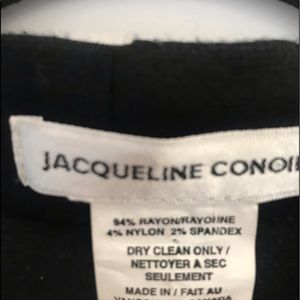 JACQUELINE CONOI
94% RAYON/RAYONNE
4% NYLON 2% SPANDEX
S
DRY CLEAN ONLY/
NETTOYER A SEC
SEULEMENT
MADE IN / FAIT AU